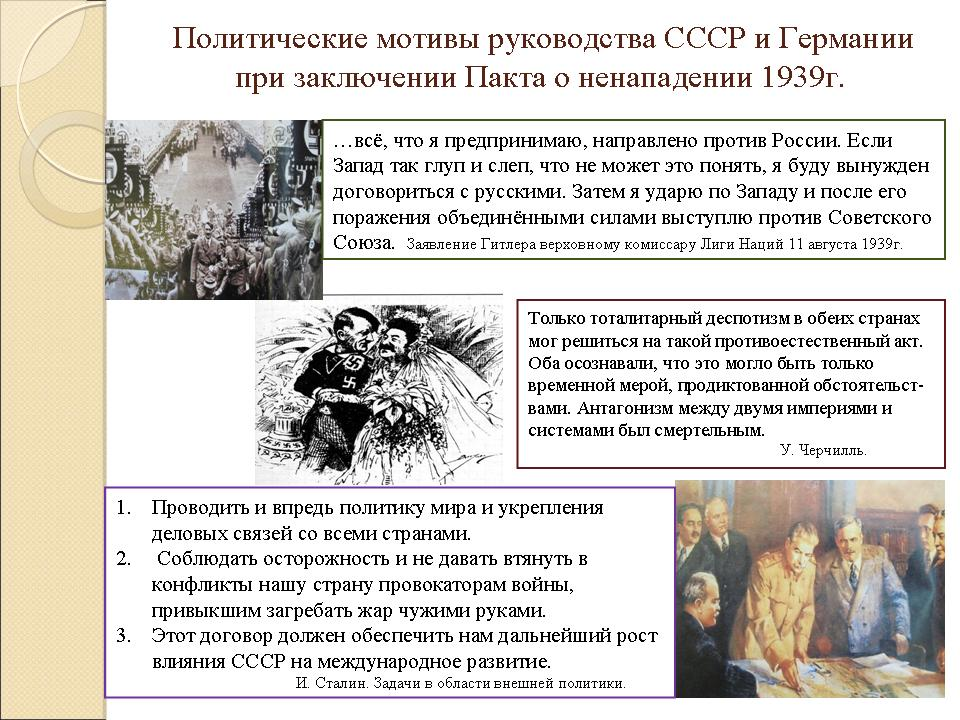 Политические мотивы руководства СССР и Германии
при заключении Пакта о ненападении 1939г.
…всё, что я предпринимаю, направлено против России. Если
Запад так глуп и слеп, что не может это понять, я буду вынужден
договориться с русскими. Затем я ударю по Западу и после его
поражения объединёнными силами выступлю против Советского
Союза. Заявление Гитлера верховному комиссару Лиги Наций 11 августа 1939г.
Только тоталитарный деспотизм в обеих странах
мог решиться на такой противоестественный акт.
Оба осознавали, что это могло быть только
временной мерой, продиктованной обстоятельст-
вами. Антагонизм между двумя империями и
системами был смертельным.
У. Черчилль.
1. Проводить и впредь политику мира и укрепления
деловых связей со всеми странами.
2. Соблюдать осторожность и не давать втянуть в
конфликты нашу страну провокаторам войны,
привыкшим загребать жар чужими руками.
3. Этот договор должен обеспечить нам дальнейший рост
влияния СССР на международное развитие.
И. Сталин. Задачи в области внешней политики.